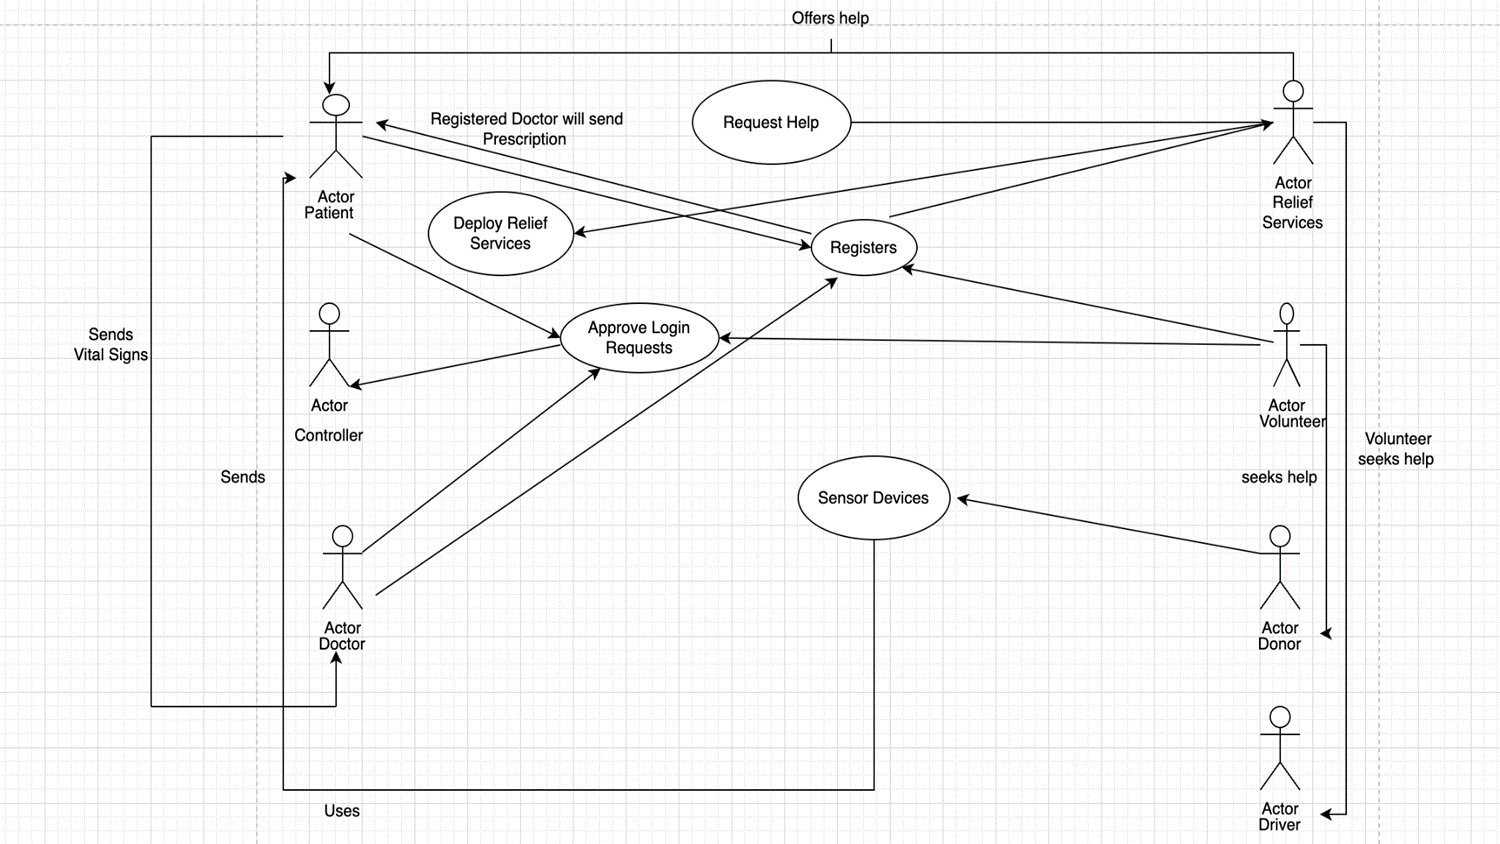 Offers help
Registered Doctor will send
Prescription
Request Help
Actor
Patient
Actor
Relief
Services
Deploy Relief
Services
Registers
Sends
Vital Signs
Approve Login
Requests
Actor
Controller
Actor
Volunteer
Volunteer
seeks help
Sends
seeks help
Sensor Devices
Actor
Doctor
Actor
Donor
Uses
Actor
Driver